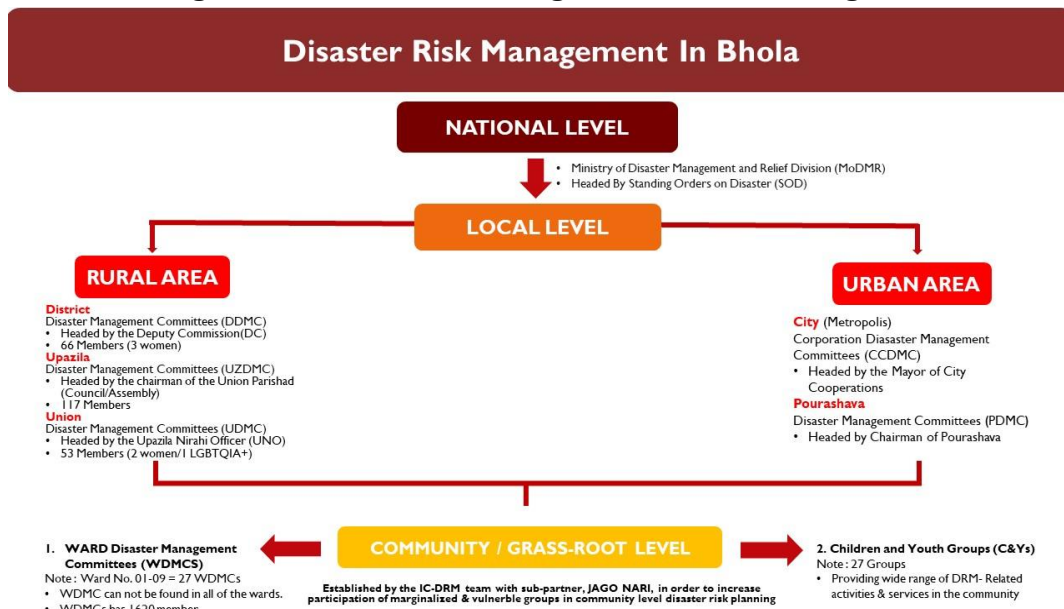 Disaster Risk Management In Bhola
NATIONAL LEVEL
• Ministry of Disaster Management and Relief Division (MoDMR)
• Headed By Standing Orders on Disaster (SOD)
LOCAL LEVEL
RURAL AREA
District
Disaster Management Committees (DDMC)
• Headed by the Deputy Commission(DC)
• 66 Members (3 women)
Upazila
Disaster Management Committees (UZDMC)
• Headed by the chairman of the Union Parishad
(Council/Assembly)
• 117 Members
Union
Disaster Management Committees (UDMC)
• Headed by the Upazila Nirahi Officer (UNO)
• 53 Members (2 women/1 LGBTQIA+)
URBAN AREA
City (Metropolis)
Corporation Diasaster Management
Committees (CCDMC)
• Headed by the Mayor of City
Cooperations
Pourashava
Disaster Management Committees (PDMC)
• Headed by Chairman of Pourashava
COMMUNITY / GRASS-ROOT LEVEL
Established by the IC-DRM team with sub-partner, JAGO NARI, in order to increase
participation of marginalized & vulnerble groups in community level disaster risk planning
1. WARD Disaster Management
Committees (WDMCS)
Note : Ward No. 01-09 = 27 WDMCs
• WDMC can not be found in all of the wards.
• WDMCs has 1620 member
2. Children and Youth Groups (C&Ys)
Note : 27 Groups
• Providing wide range of DRM- Related
activities & services in the community